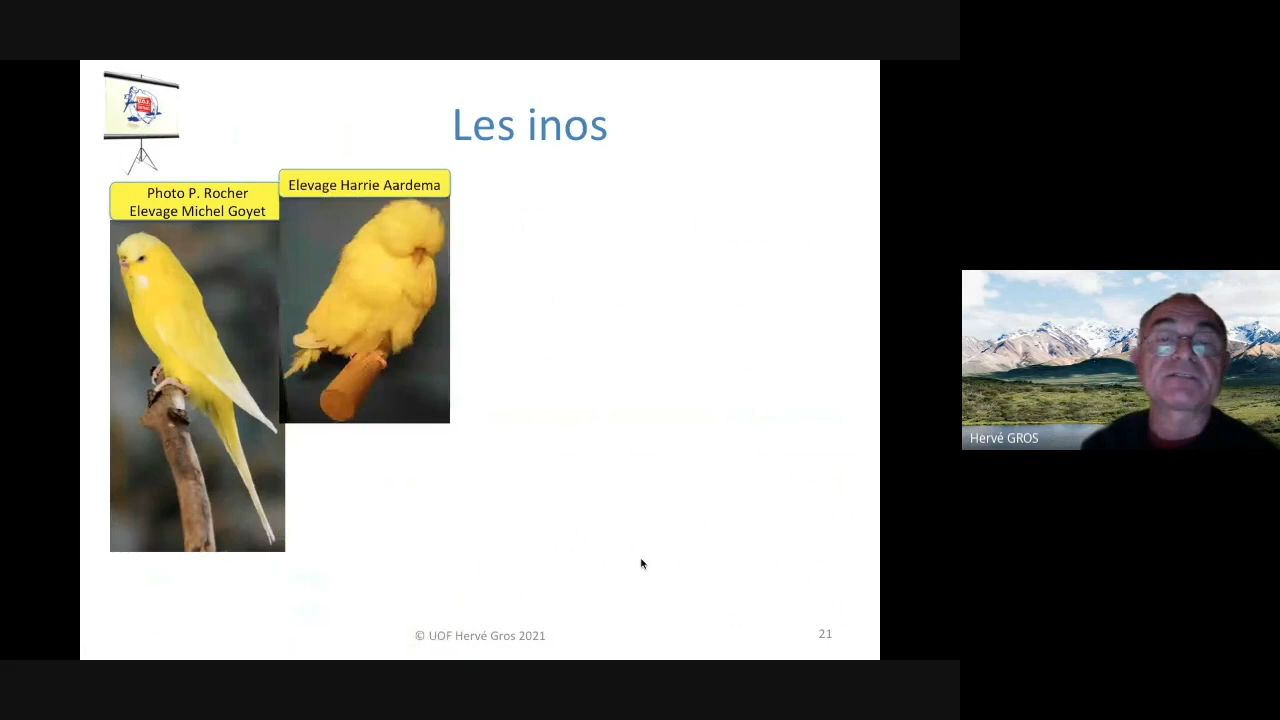 Les inos
Photo P. Rocher
Elevage Michel Goyet
Elevage Harrie Aardema
Hervé GROS
© UOF Hervé Gros 2021
21